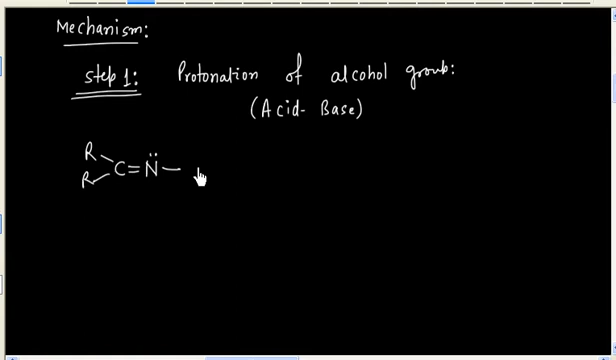 Mechanism:
Step 1: Protonation of alcohol group:
(Acid-Base)
R
R C=N̈—